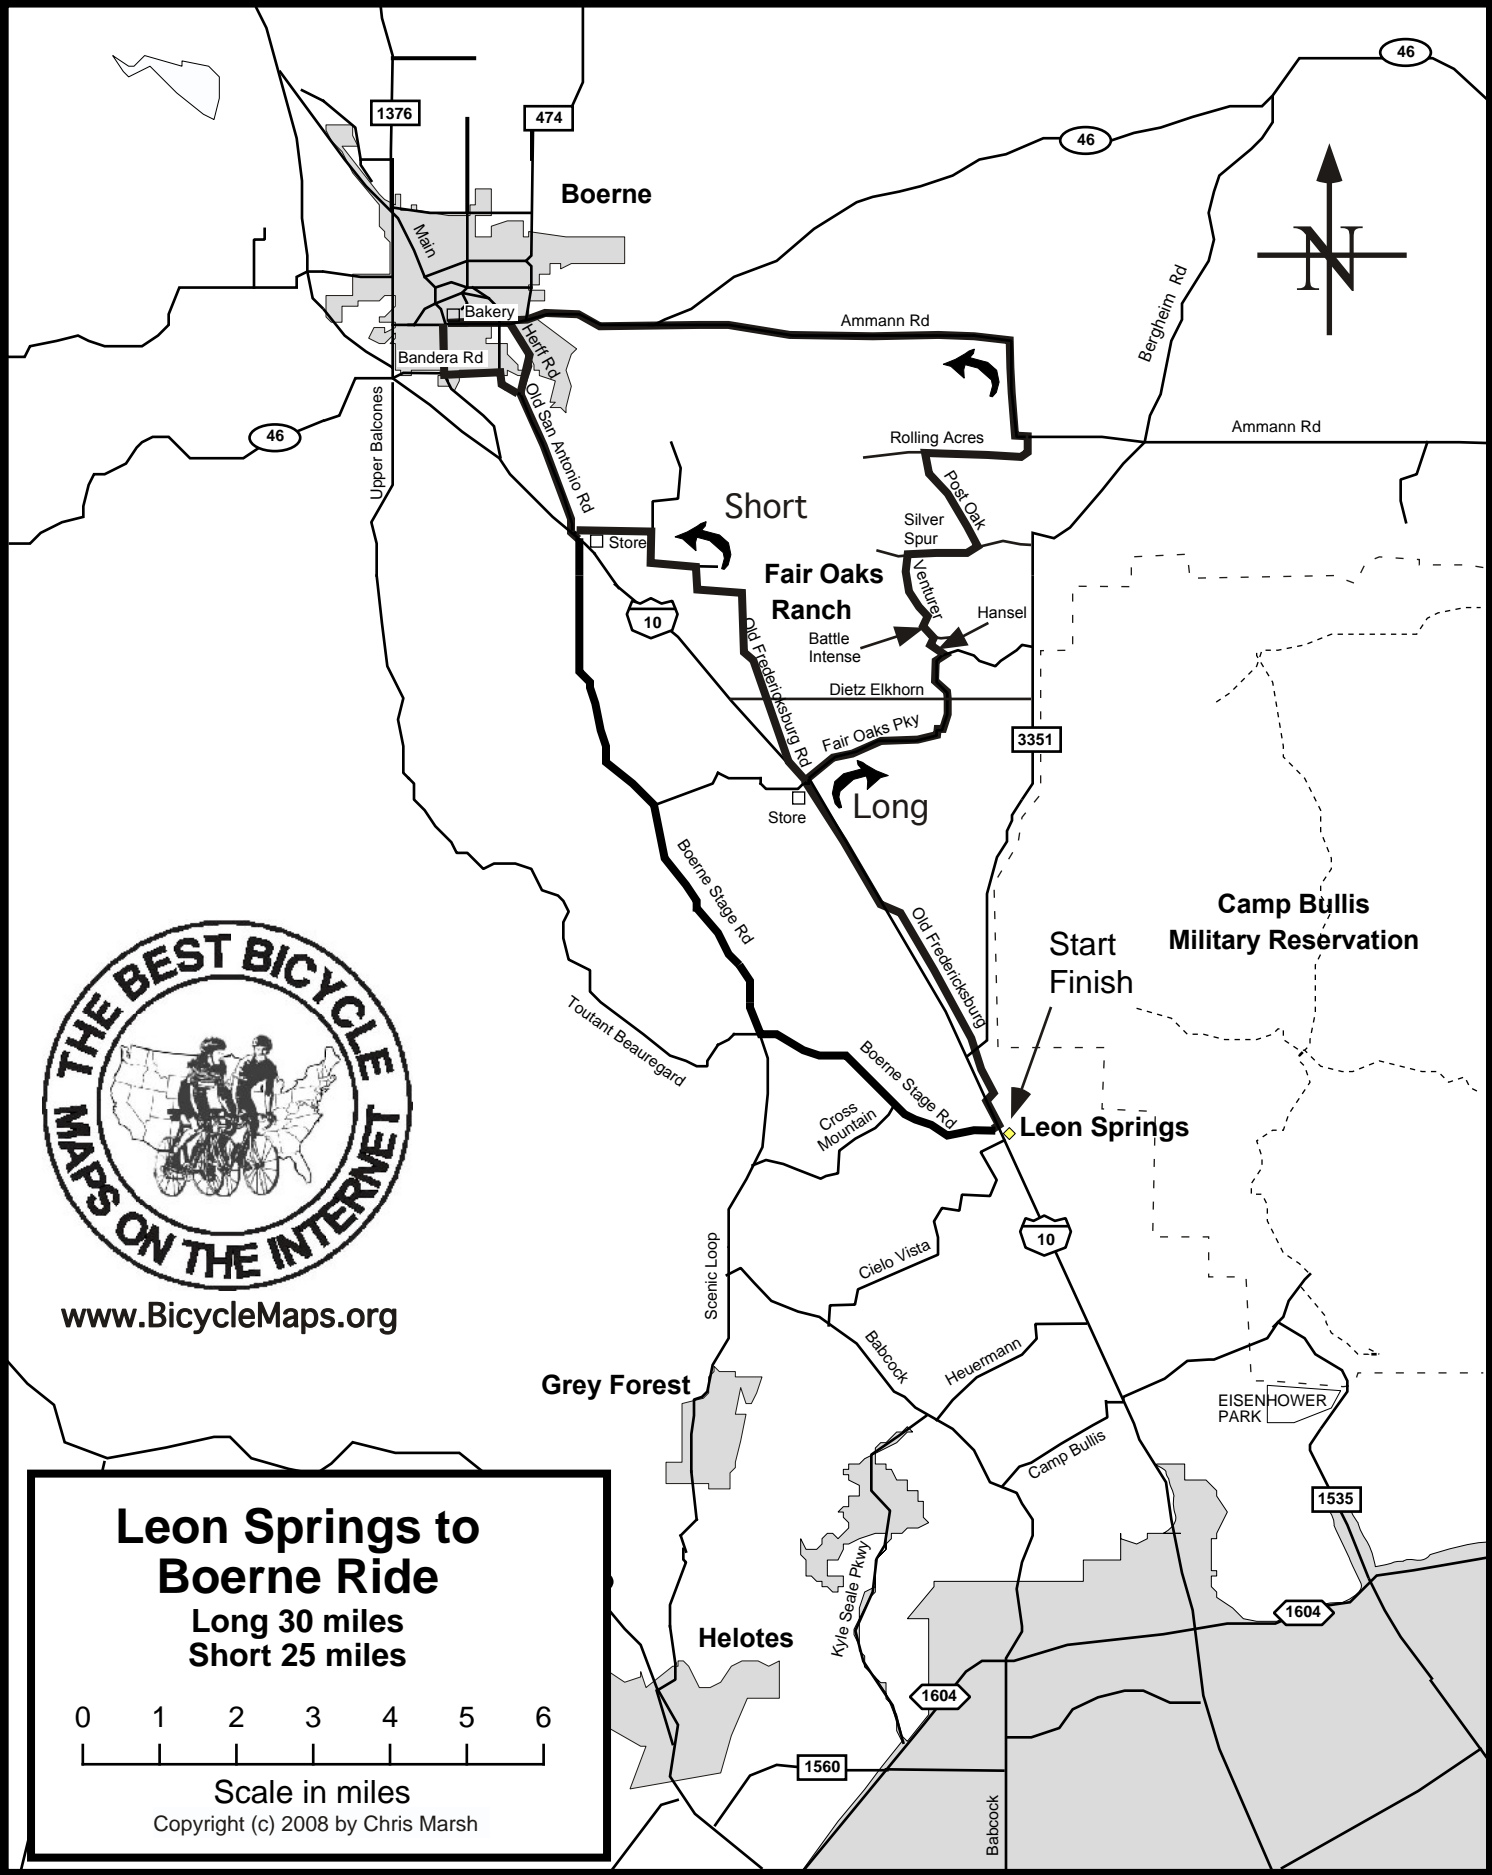 46
1376
474
46
Boerne
Main
Bergheim Rd
N
Bakery
Ammann Rd
Herff Rd
Bandera Rd
Old San Antonio Rd
Upper Balcones
46
Rolling Acres
Ammann Rd
Post Oak
Short
Silver
Spur
Store
Fair Oaks
Ranch
Venturer
Hansel
10
Battle
Intense
Old Fredericksburg Rd
Dietz Elkhorn
Fair Oaks Pky
3351
Long
Store
Boerne Stage Rd
Camp Bullis
Military Reservation
Old Fredericksburg
Start
Finish
Toutant Beauregard
Boerne Stage Rd
Cross
Mountain
Leon Springs
THE BEST BICYCLE
MAPS ON THE INTERNET
www.BicycleMaps.org
10
Cielo Vista
Scenic Loop
Babcock
Heuermann
Grey Forest
EISENHOWER
PARK
Camp Bullis
1535
Kyle Seale Pkwy
1604
Helotes
1604
1560
Babcock
Leon Springs to
Boerne Ride
Long 30 miles
Short 25 miles
0 1 2 3 4 5 6
Scale in miles
Copyright (c) 2008 by Chris Marsh